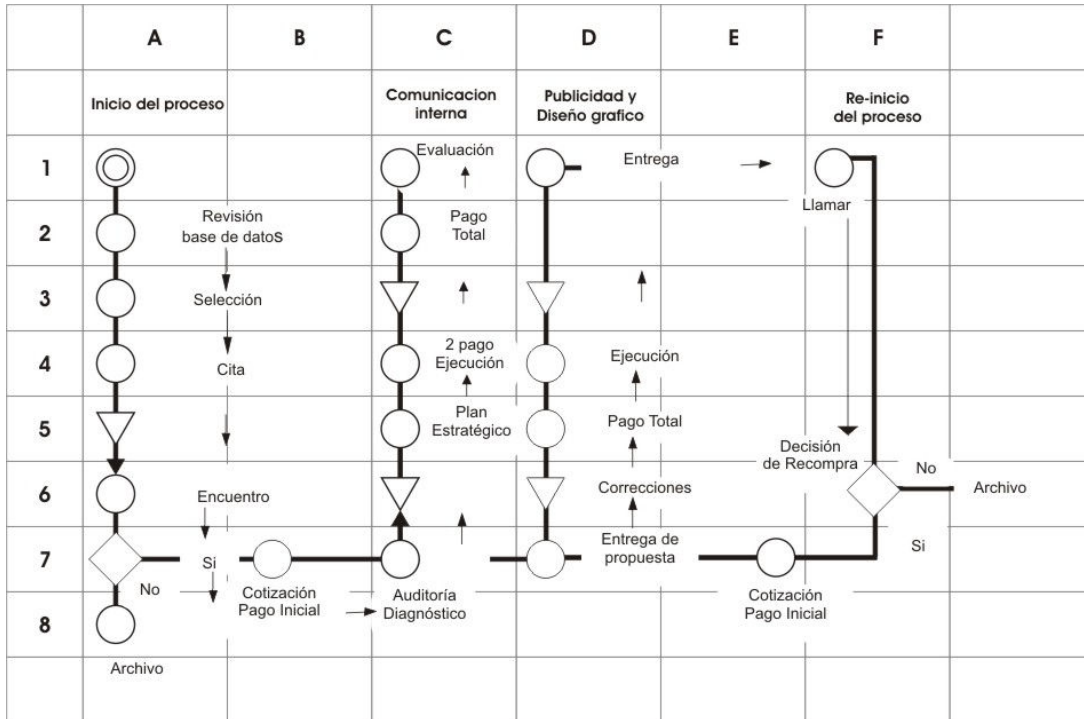 A B C D E F
Inicio del proceso
Comunicacion
interna
Publicidad y
Diseño grafico
Re-inicio
del proceso
1
Evaluación
Entrega
Llamar
2
Revisión
base de datos
Pago
Total
3
Selección
4
Cita
2 pago
Ejecución
Ejecución
5
Plan
Estratégico
Pago Total
Decisión
de Recompra
6
Encuentro
Correcciones
No
Archivo
7
No
Si
Entrega de
propuesta
Si
8
Cotización
Pago Inicial
Auditoría
Diagnóstico
Cotización
Pago Inicial
Archivo